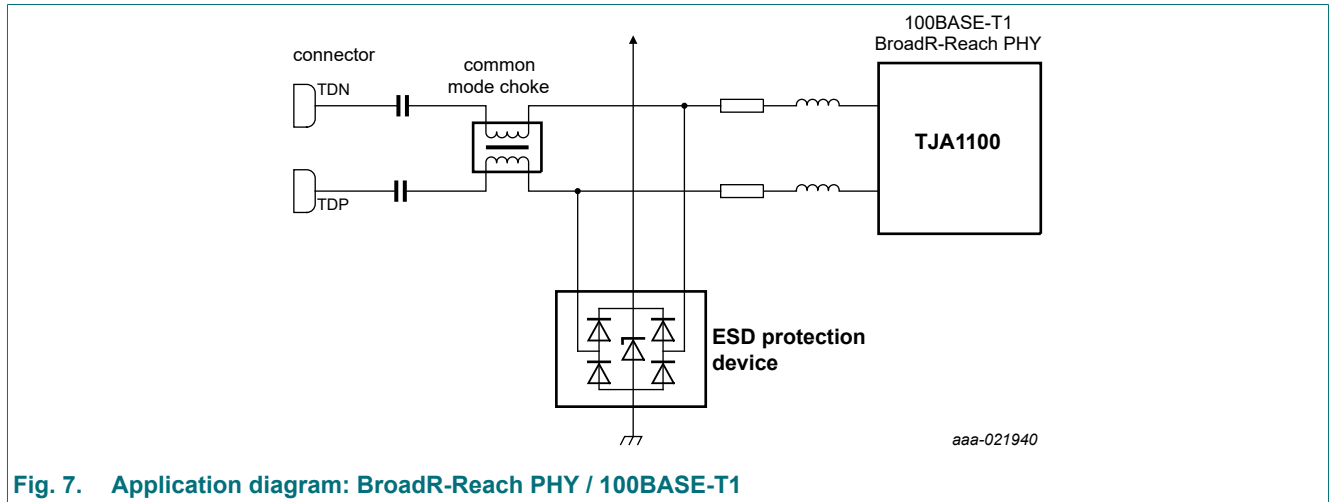 100BASE-T1
BroadR-Reach PHY
connector
common
mode choke
TDN
TJA1100
TDP
ESD protection
device
aaa-021940
Fig. 7. Application diagram: BroadR-Reach PHY / 100BASE-T1